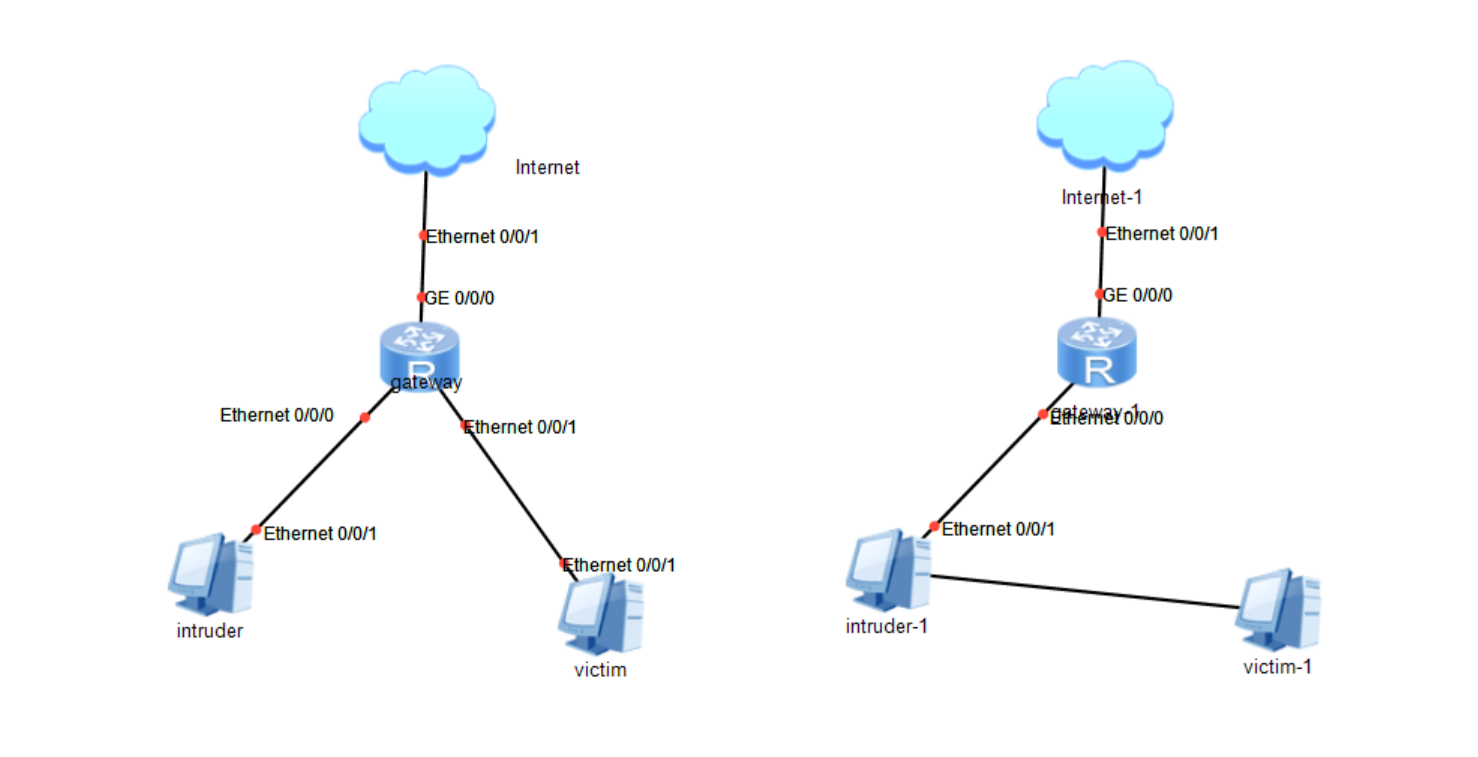 Internet
Ethernet 0/0/1
GE 0/0/0
gateway
Ethernet 0/0/0
Ethernet 0/0/1
Ethernet 0/0/1
Ethernet 0/0/1
intruder
victim
Internet-1
Ethernet 0/0/1
GE 0/0/0
gateway-1
Ethernet 0/0/0
Ethernet 0/0/1
intruder-1
victim-1
R
R